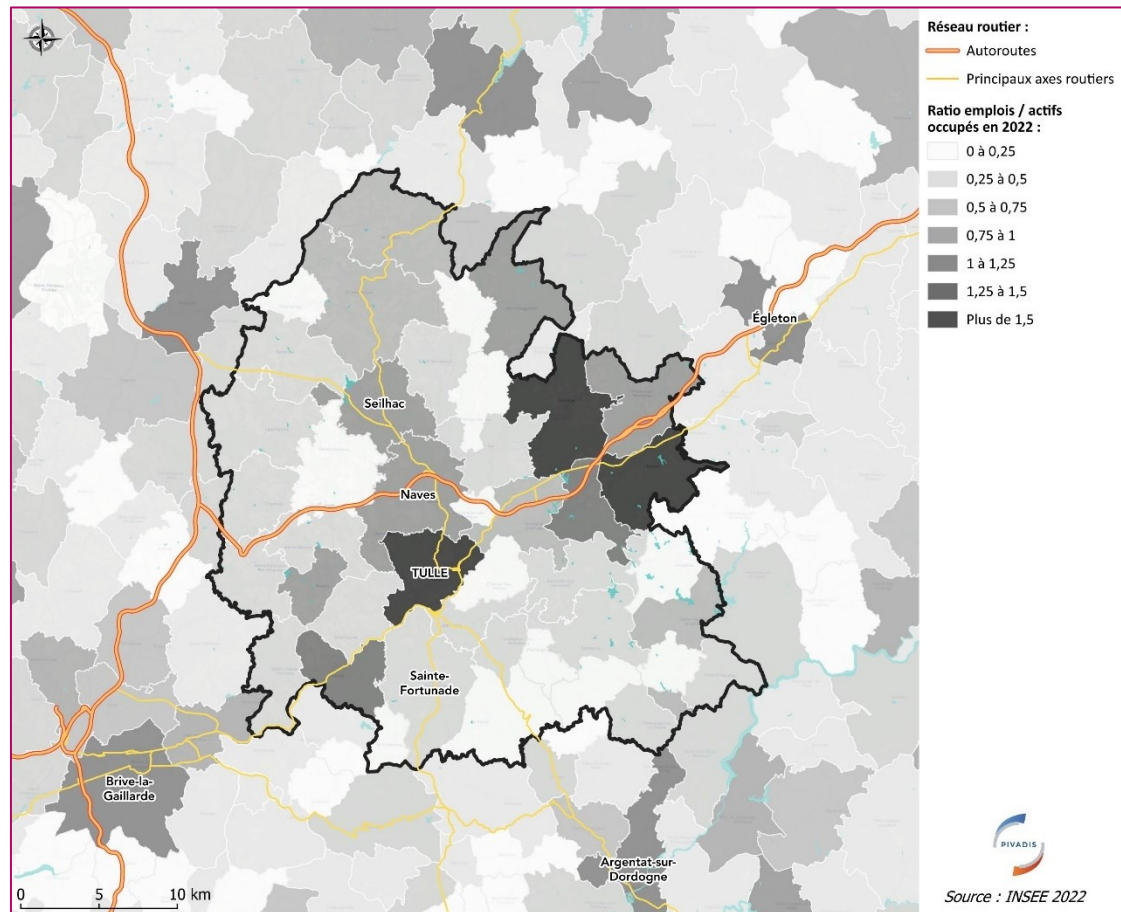 Réseau routier :
Autoroutes
Principaux axes routiers
Ratio emplois / actifs
occupés en 2022 :
0 à 0,25
0,25 à 0,5
0,5 à 0,75
0,75 à 1
1 à 1,25
1,25 à 1,5
Plus de 1,5
Égleton
Seilhac
Naves
TULLE
Sainte-
Fortunade
Brive-la-
Gaillarde
Argentat-sur-
Dordogne
0 5 10 km
PIVADIS
Source : INSEE 2022